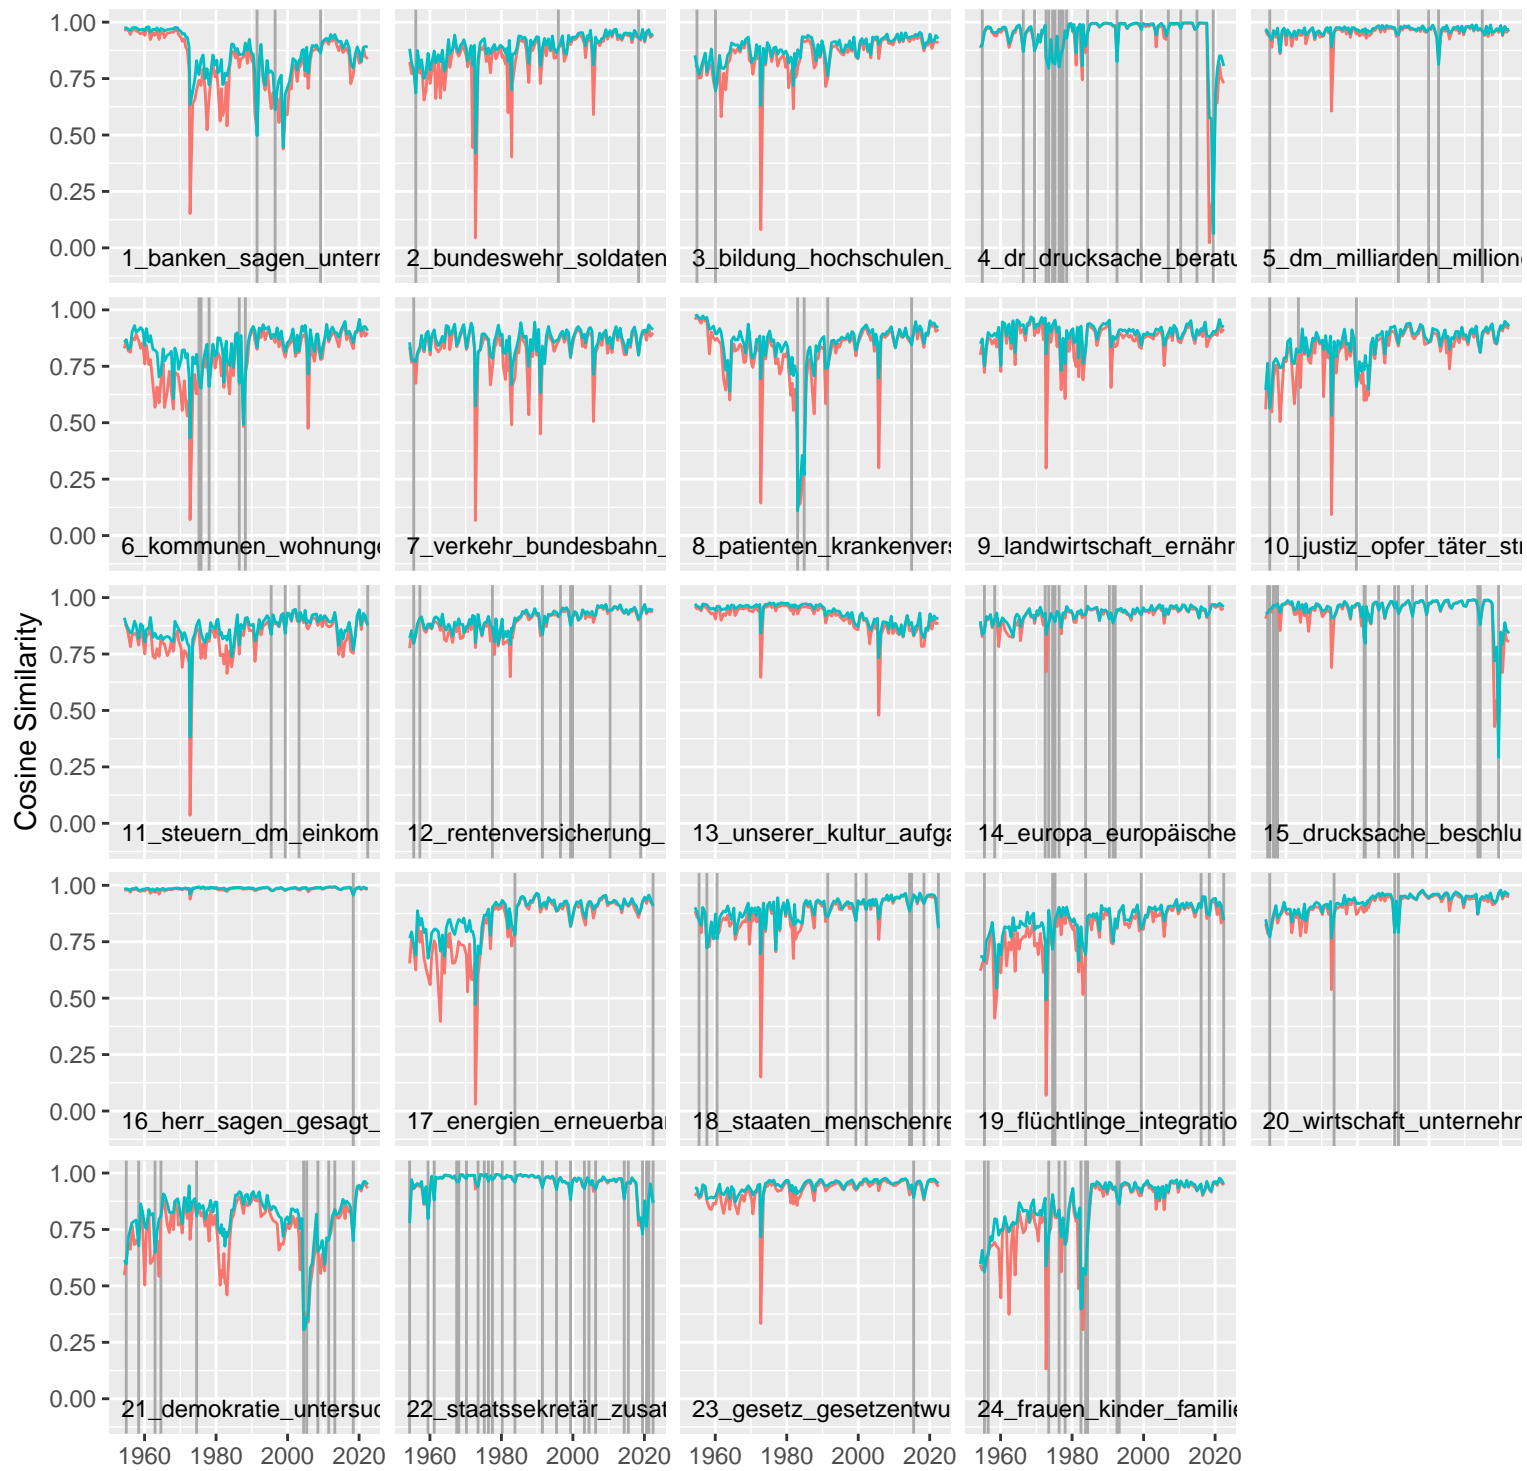 Cosine Similarity
1.00
0.75
0.50
0.25
0.00
1_banken_sagen_untern
2_bundeswehr_soldaten
3_bildung_hochschulen_
4_dr_drucksache_beratu
5_dm_milliarden_million
1.00
0.75
0.50
0.25
0.00
6_kommunen_wohnunge
7_verkehr_bundesbahn_
8_patienten_krankenvers
9_landwirtschaft_ernähr
10_justiz_opfer_täter_str
1.00
0.75
0.50
0.25
0.00
11_steuern_dm_einkom
12_rentenversicherung_
13_unserer_kultur_aufga
14_europa_europäische
15_drucksache_beschlu
1.00
0.75
0.50
0.25
0.00
16_herr_sagen_gesagt_
17_energien_erneuerba
18_staaten_menschenre
19_flüchtlinge_integratio
20_wirtschaft_unternehm
1.00
0.75
0.50
0.25
0.00
21_demokratie_untersuc
22_staatssekretär_zusat
23_gesetz_gesetzentwu
24_frauen_kinder_familie
1960 1980 2000 2020
1960 1980 2000 2020
1960 1980 2000 2020
1960 1980 2000 2020